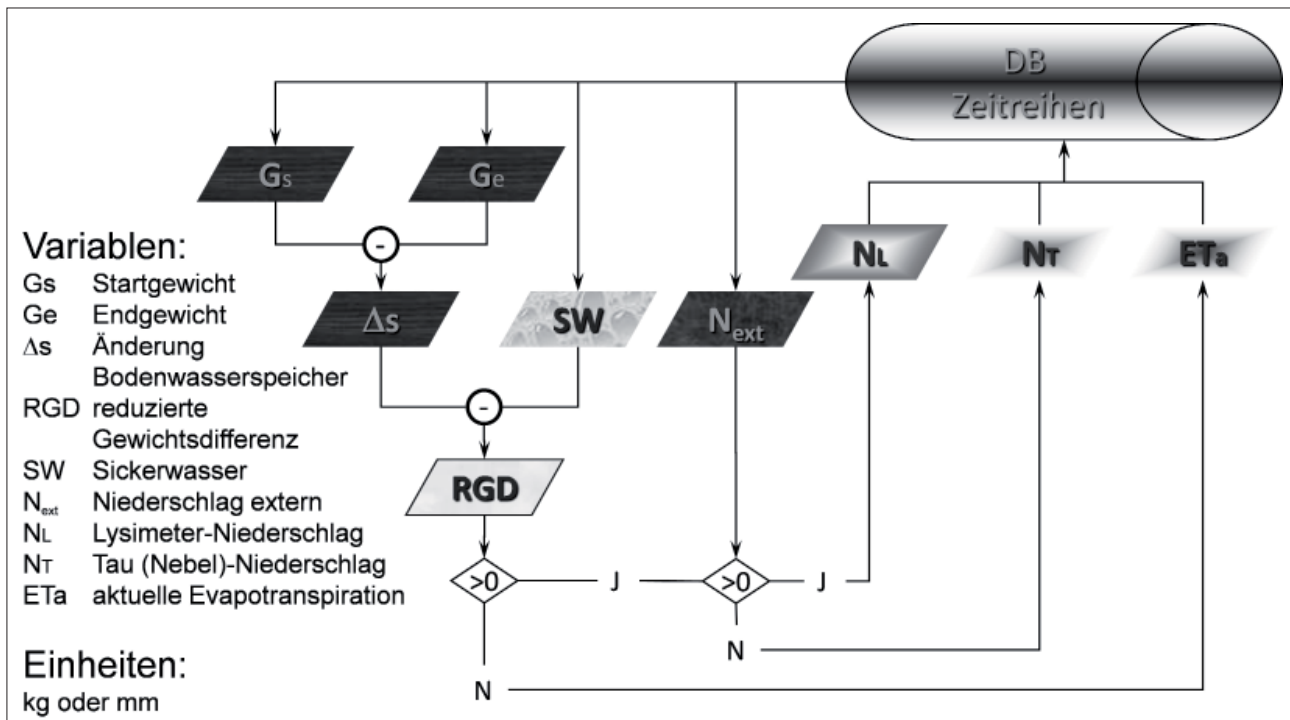 DB
Zeitreihen
Gs
Ge
-
Variablen:
Gs Startgewicht
Ge Endgewicht
Δs Änderung
Bodenwasserspeicher
RGD reduzierte
Gewichtsdifferenz
SW Sickerwasser
Next Niederschlag extern
NL Lysimeter-Niederschlag
NT Tau (Nebel)-Niederschlag
ETa aktuelle Evapotranspiration
Einheiten:
kg oder mm
NL
NT
ETa
Δs
SW
Next
-
RGD
>0
J
>0
J
N
N